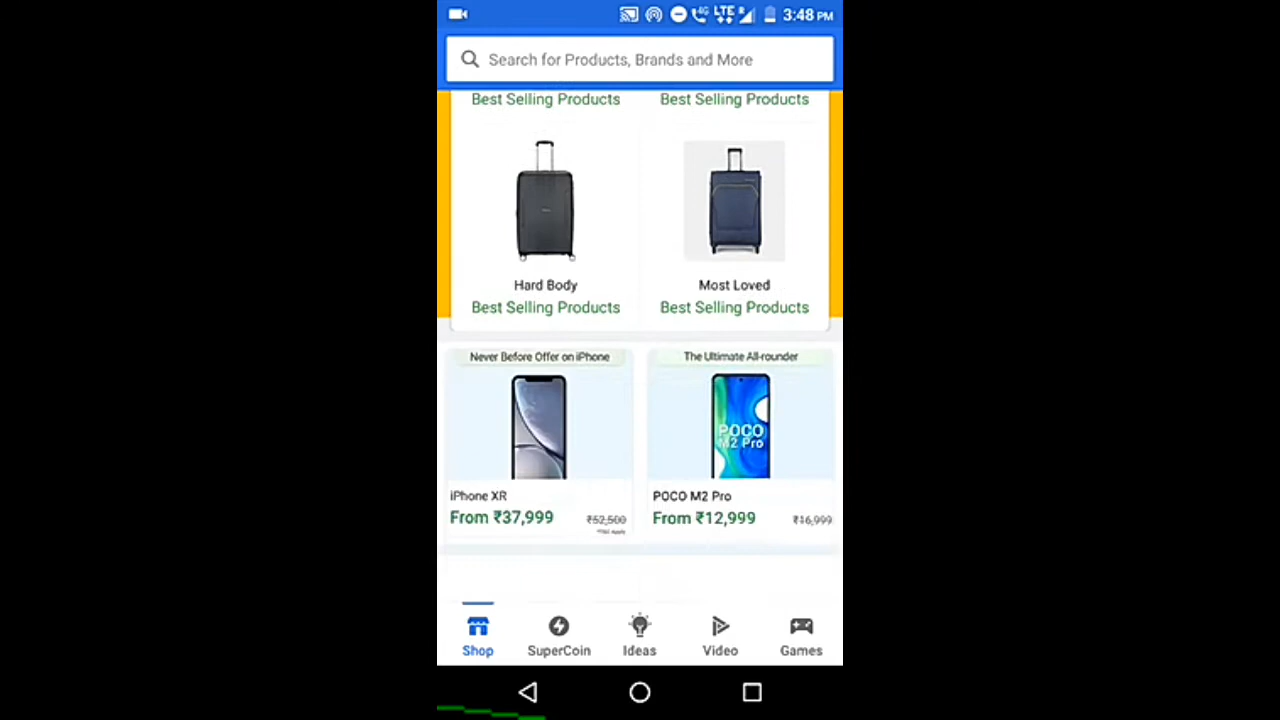 4G LTE R 3:48 PM
Search for Products, Brands and More
Best Selling Products Best Selling Products
Hard Body Most Loved
Best Selling Products Best Selling Products
Never Before Offer on iPhone The Ultimate All-rounder
POCO
M2 Pro
iPhone XR POCO M2 Pro
From ₹37,999 ₹52,500 From ₹12,999 ₹16,999
Shop SuperCoin Ideas Video Games